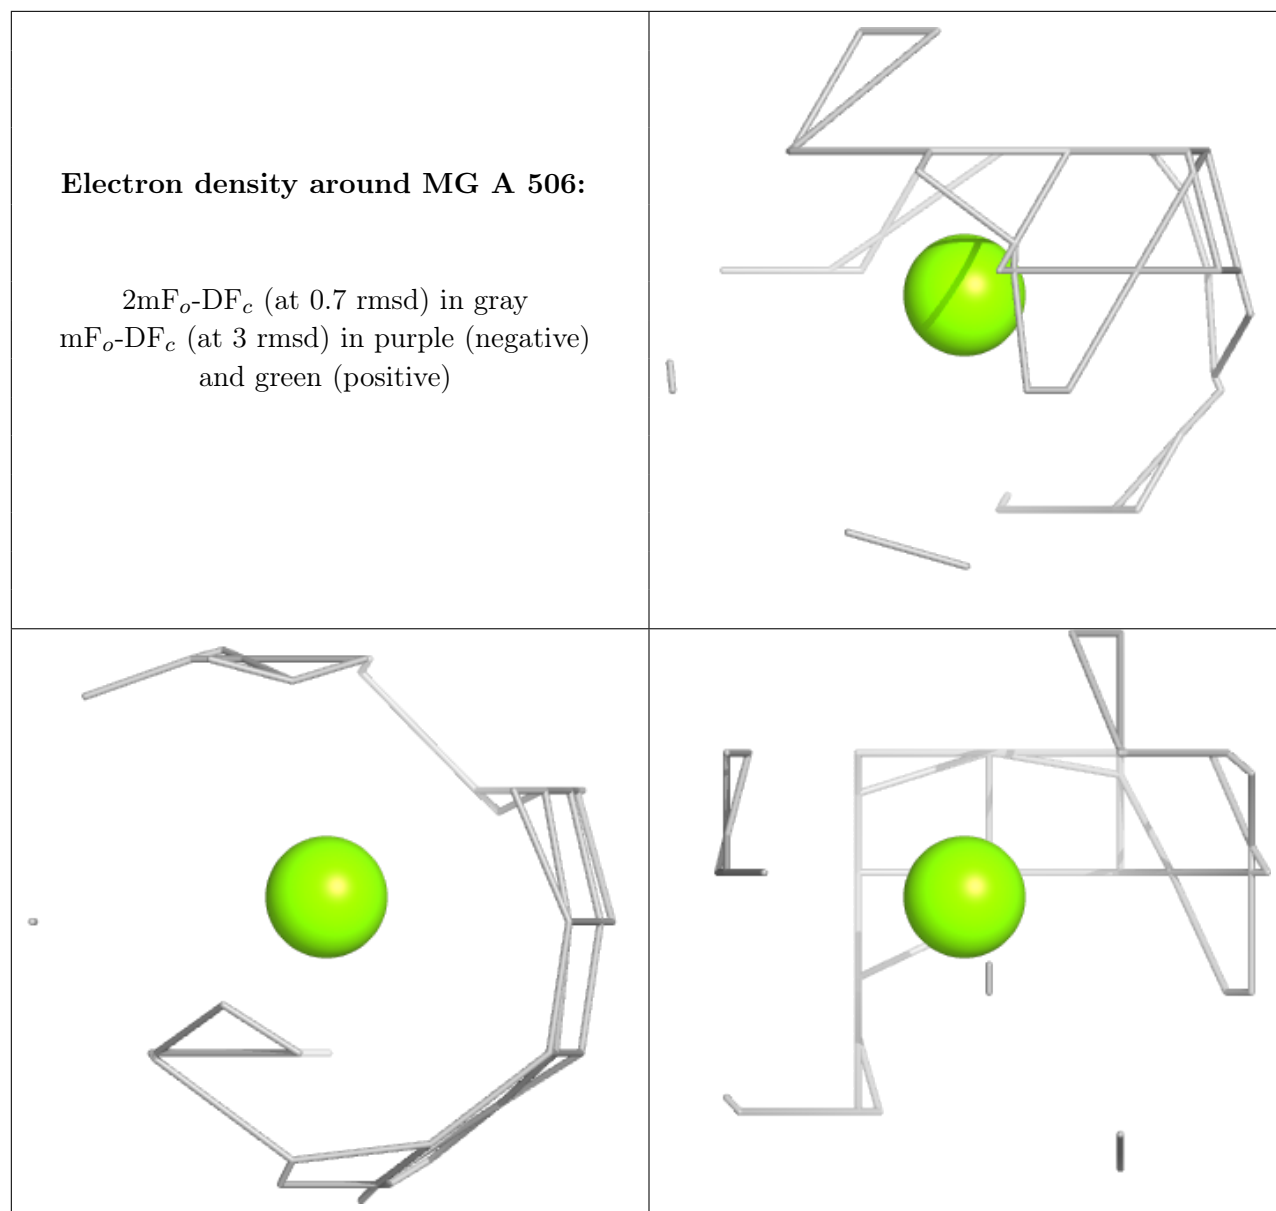 Electron density around MG A 506:
2mFo-DFc (at 0.7 rmsd) in gray
mFo-DFc (at 3 rmsd) in purple (negative)
and green (positive)